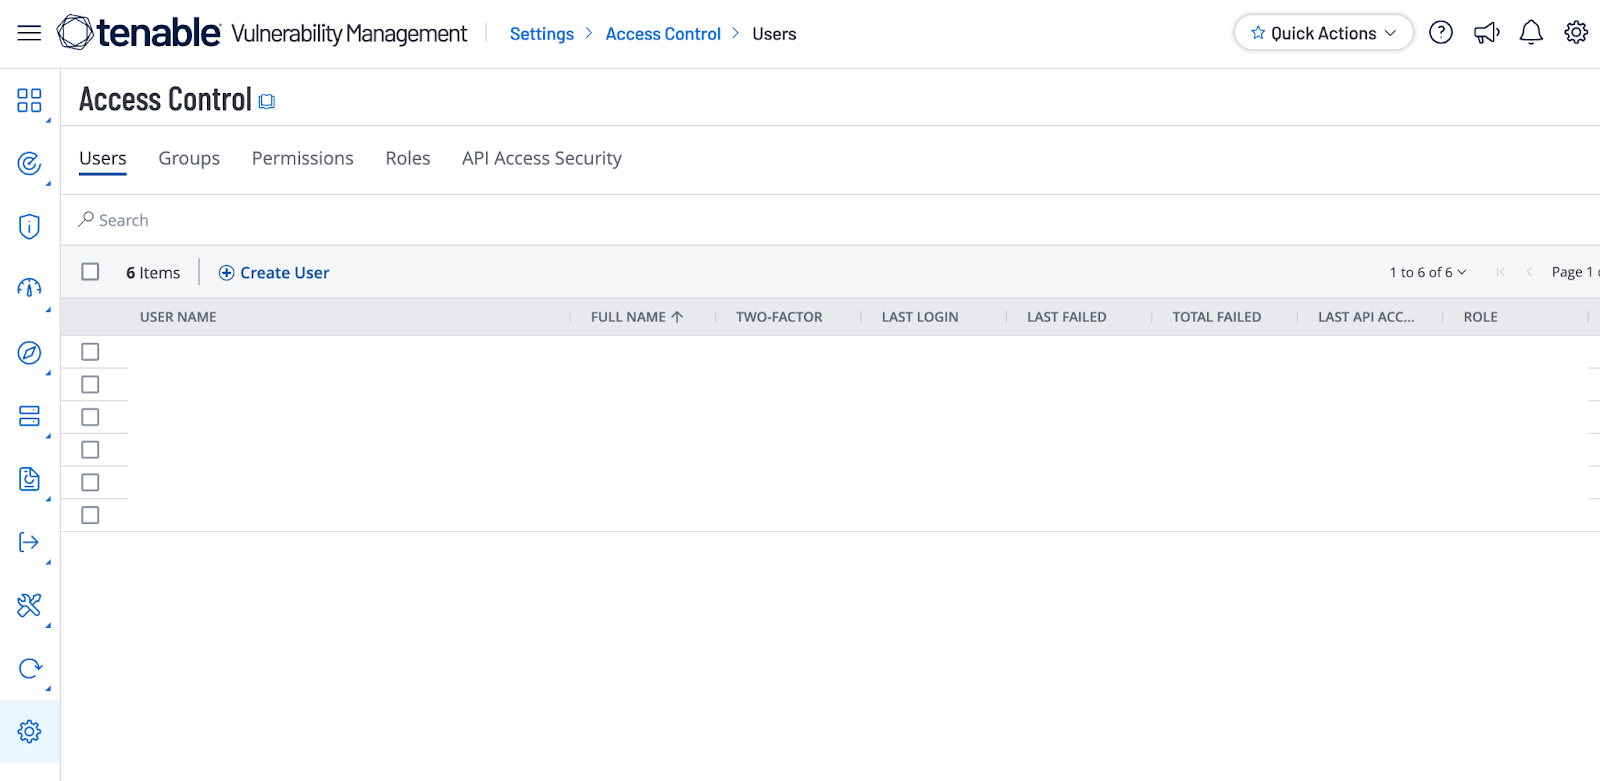 tenable Vulnerability Management Settings > Access Control > Users Quick Actions
Access Control
Users Groups Permissions Roles API Access Security
Search
6 Items Create User 1 to 6 of 6 Page 1
USER NAME FULL NAME TWO-FACTOR LAST LOGIN LAST FAILED TOTAL FAILED LAST API ACC... ROLE